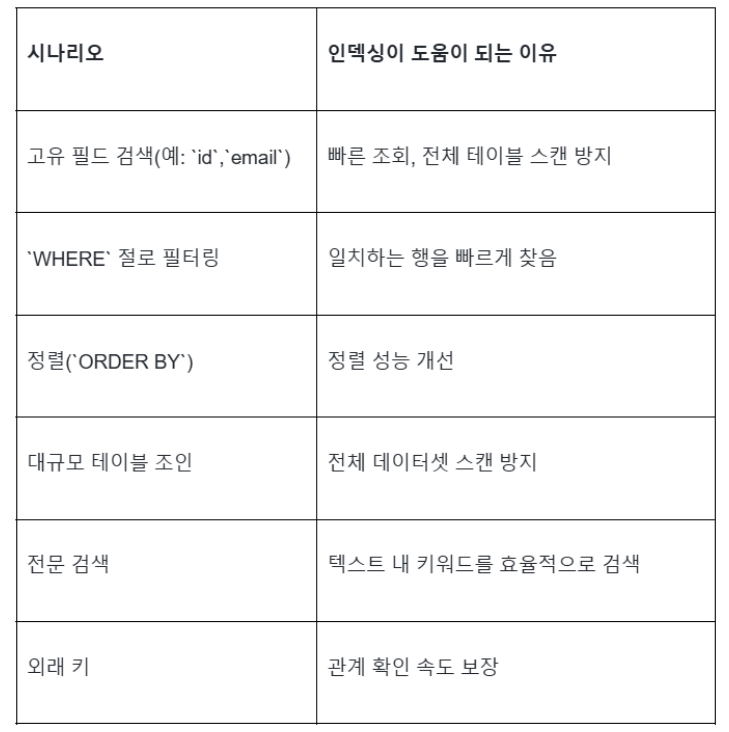 시나리오
인덱싱이 도움이 되는 이유
고유 필드 검색(예: `id`,`email`)
빠른 조회, 전체 테이블 스캔 방지
`WHERE` 절로 필터링
일치하는 행을 빠르게 찾음
정렬(`ORDER BY`)
정렬 성능 개선
대규모 테이블 조인
전체 데이터셋 스캔 방지
전문 검색
텍스트 내 키워드를 효율적으로 검색
외래 키
관계 확인 속도 보장